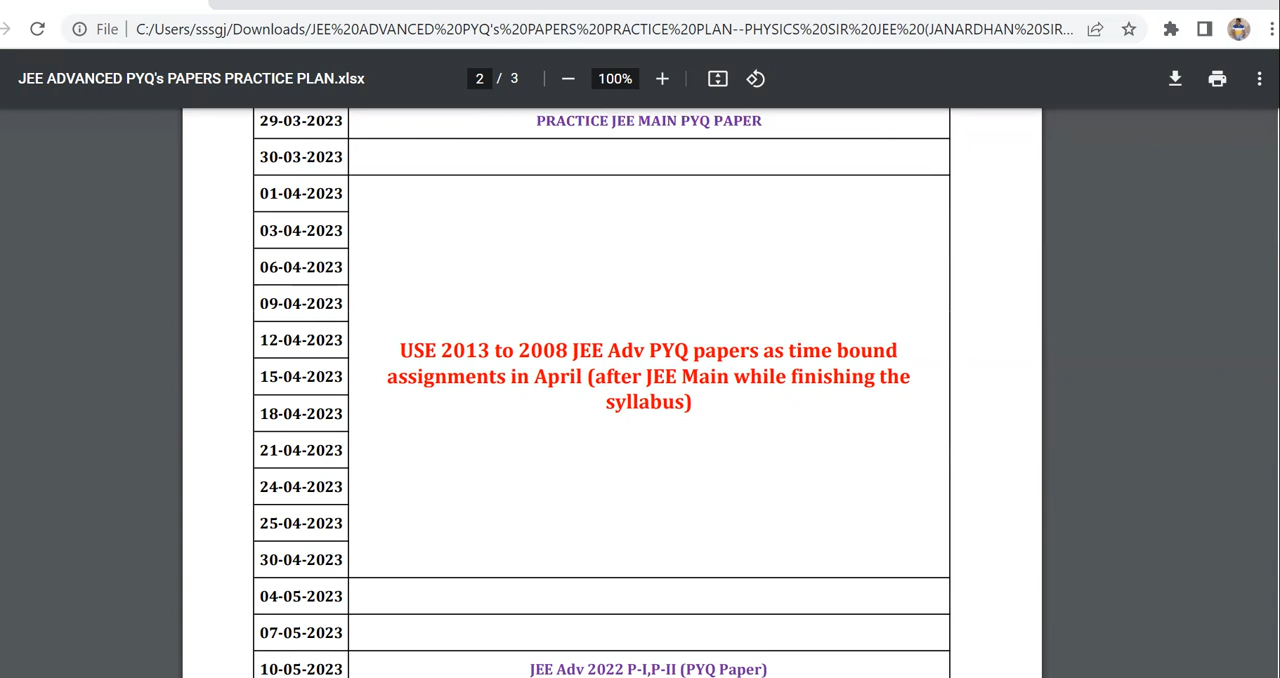 File C:/Users/sssgj/Downloads/JEE%20ADVANCED%20PYQ's%20PAPERS%20PRACTICE%20PLAN--PHYSICS%20SIR%20JEE%20(JANARDHAN%20SIR...
JEE ADVANCED PYQ's PAPERS PRACTICE PLAN.xlsx 2 / 3 100%
29-03-2023 PRACTICE JEE MAIN PYQ PAPER
30-03-2023
01-04-2023
03-04-2023
06-04-2023
09-04-2023
12-04-2023
15-04-2023
18-04-2023
21-04-2023
24-04-2023
25-04-2023
30-04-2023
USE 2013 to 2008 JEE Adv PYQ papers as time bound
assignments in April (after JEE Main while finishing the
syllabus)
04-05-2023
07-05-2023
10-05-2023 JEE Adv 2022 P-I,P-II (PYQ Paper)